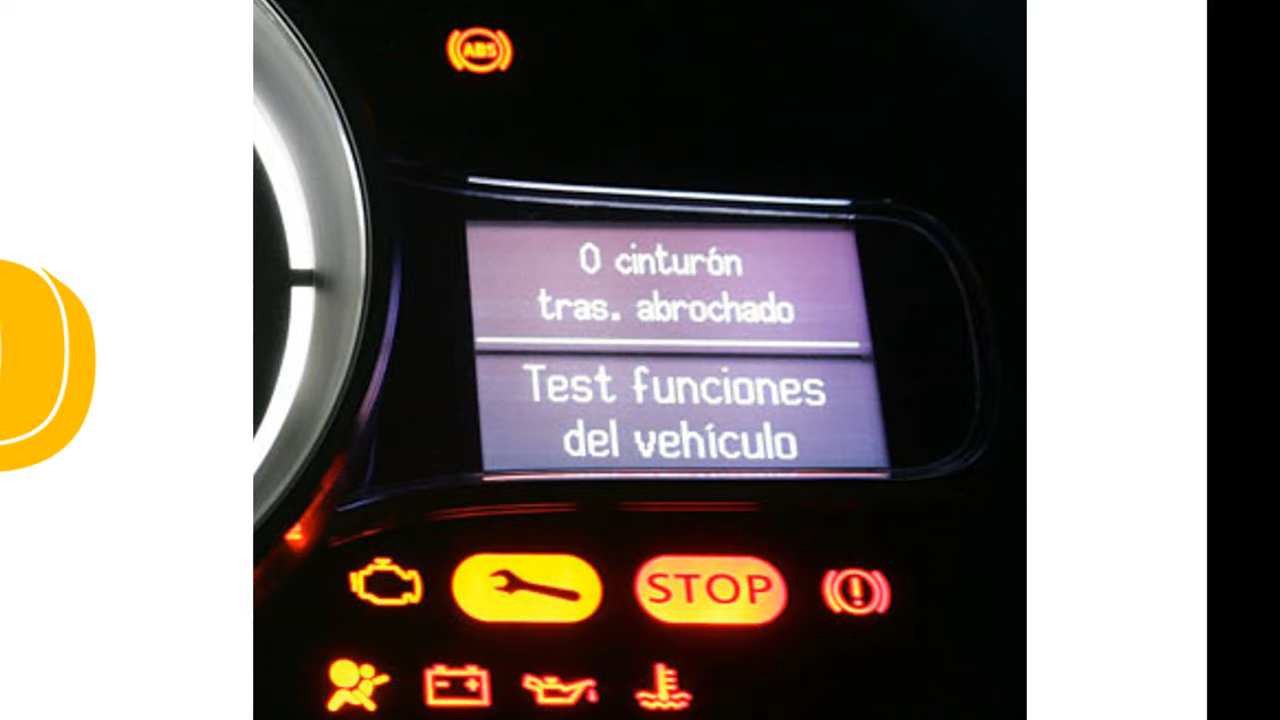 ABS
0 cinturón
tras. abrochado
Test funciones
del vehículo
STOP